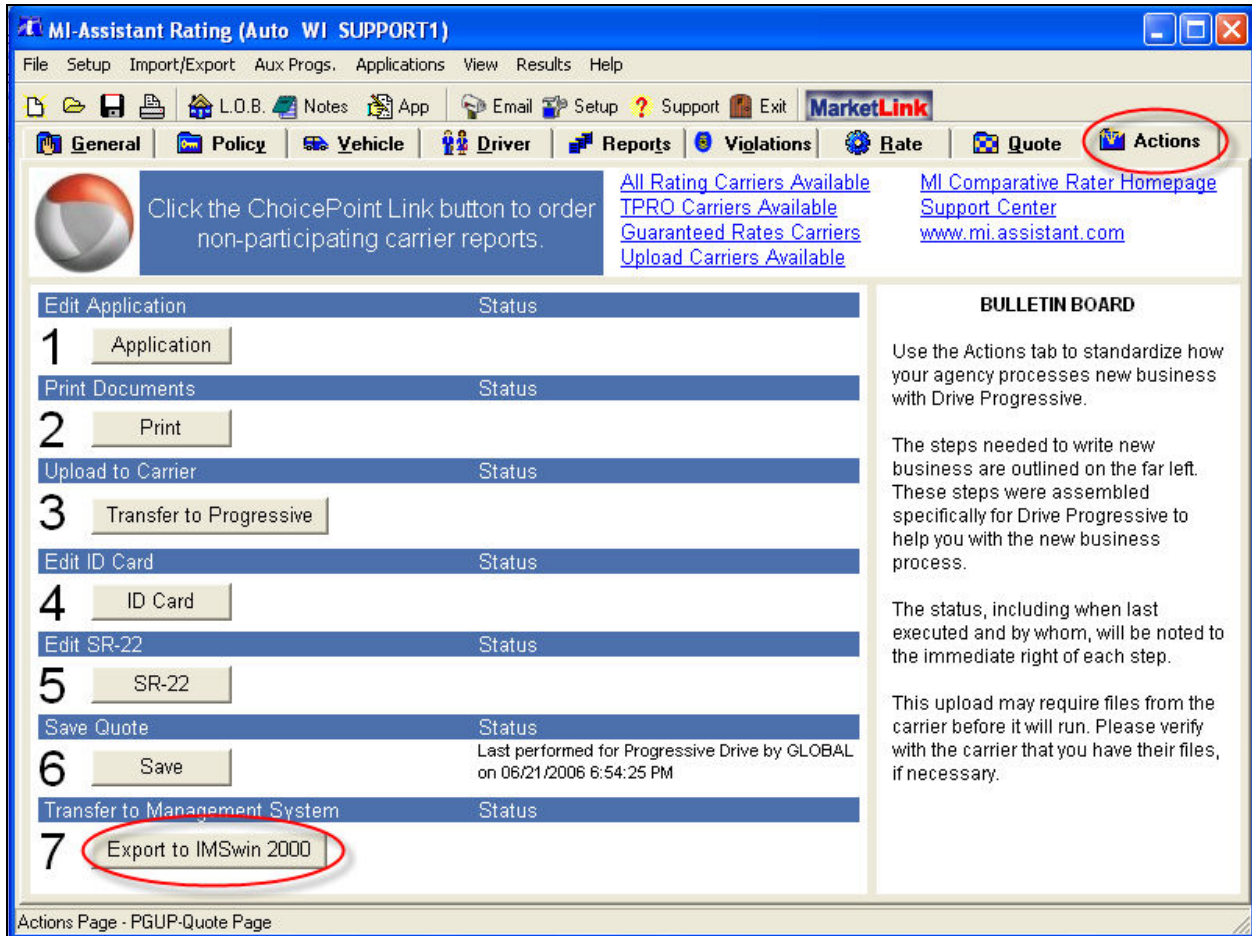 MI-Assistant Rating (Auto WI SUPPORT1)
File Setup Import/Export Aux Progs. Applications View Results Help
L.O.B. Notes App Email Setup ? Support Exit MarketLink
General Policy Vehicle Driver Reports Violations Rate Quote Actions
Click the ChoicePoint Link button to order
non-participating carrier reports.
All Rating Carriers Available
TPRO Carriers Available
Guaranteed Rates Carriers
Upload Carriers Available
MI Comparative Rater Homepage
Support Center
www.mi.assistant.com
Edit Application Status
1 Application
Print Documents Status
2 Print
Upload to Carrier Status
3 Transfer to Progressive
Edit ID Card Status
4 ID Card
Edit SR-22 Status
5 SR-22
Save Quote Status
6 Save
Last performed for Progressive Drive by GLOBAL
on 06/21/2006 6:54:25 PM
Transfer to Management System Status
7 Export to IMSwin 2000
BULLETIN BOARD
Use the Actions tab to standardize how
your agency processes new business
with Drive Progressive.
The steps needed to write new
business are outlined on the far left.
These steps were assembled
specifically for Drive Progressive to
help you with the new business
process.
The status, including when last
executed and by whom, will be noted to
the immediate right of each step.
This upload may require files from the
carrier before it will run. Please verify
with the carrier that you have their files,
if necessary.
Actions Page - PGUP-Quote Page